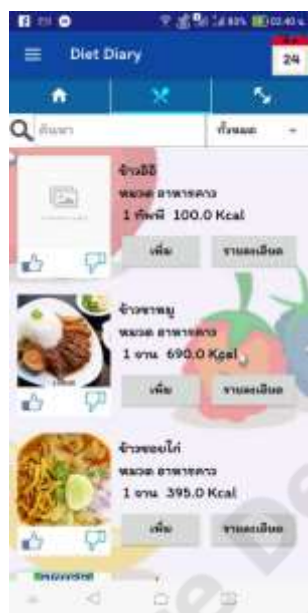 80% 02.40 น.
Diet Diary
24
ค้นหา
ทั้งหมด
หมวด อาหารคาว
1 ทัพพี 100.0 Kcal
เพิ่ม รายละเอียด
ข้าวขาหมู
หมวด อาหารคาว
1 จาน 690.0 Kcal
เพิ่ม รายละเอียด
ข้าวซอยไก่
หมวด อาหารคาว
1 จาน 395.0 Kcal
เพิ่ม รายละเอียด